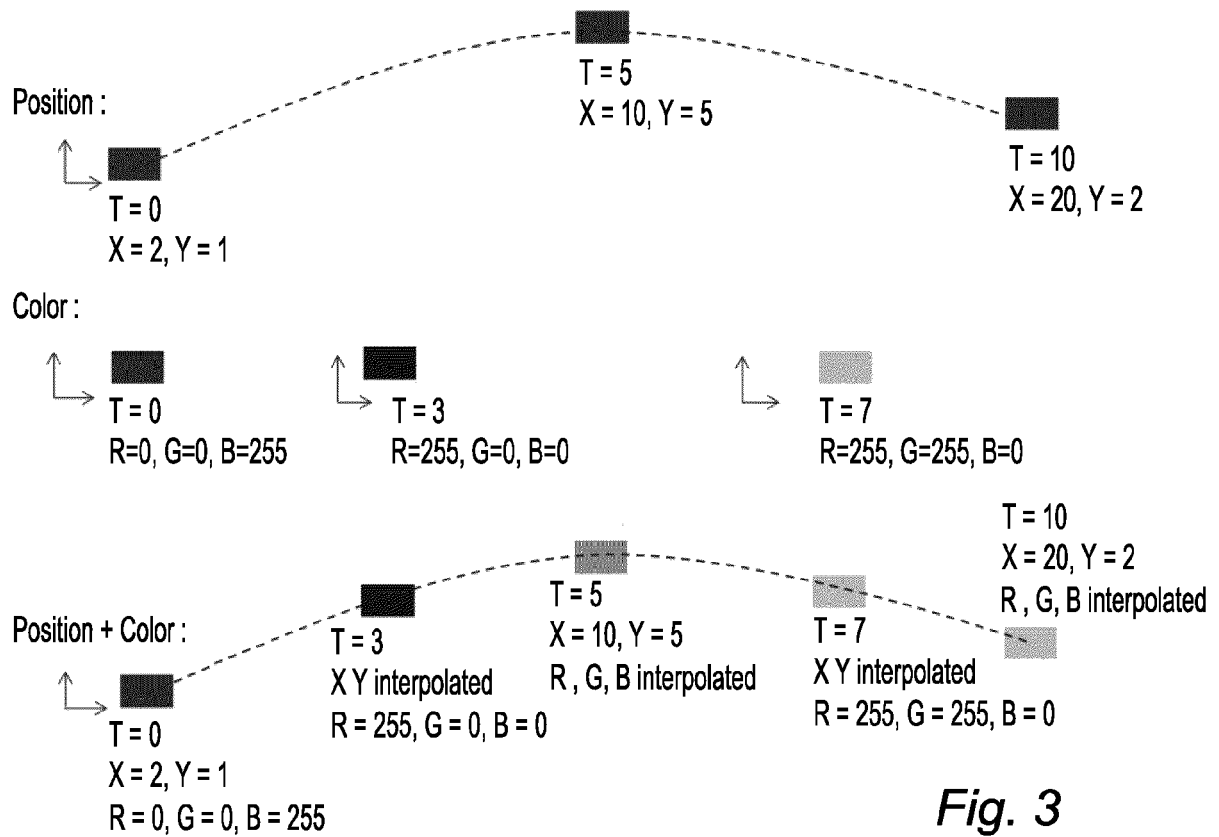 Position :
T = 0
X = 2, Y = 1
T = 5
X = 10, Y = 5
T = 10
X = 20, Y = 2
Color :
T = 0
R=0, G=0, B=255
T = 3
R=255, G=0, B=0
T = 7
R=255, G=255, B=0
Position + Color :
T = 0
X = 2, Y = 1
R = 0, G = 0, B = 255
T = 3
X Y interpolated
R = 255, G = 0, B = 0
T = 5
X = 10, Y = 5
R , G, B interpolated
T = 7
X Y interpolated
R = 255, G = 255, B = 0
T = 10
X = 20, Y = 2
R , G, B interpolated
Fig. 3